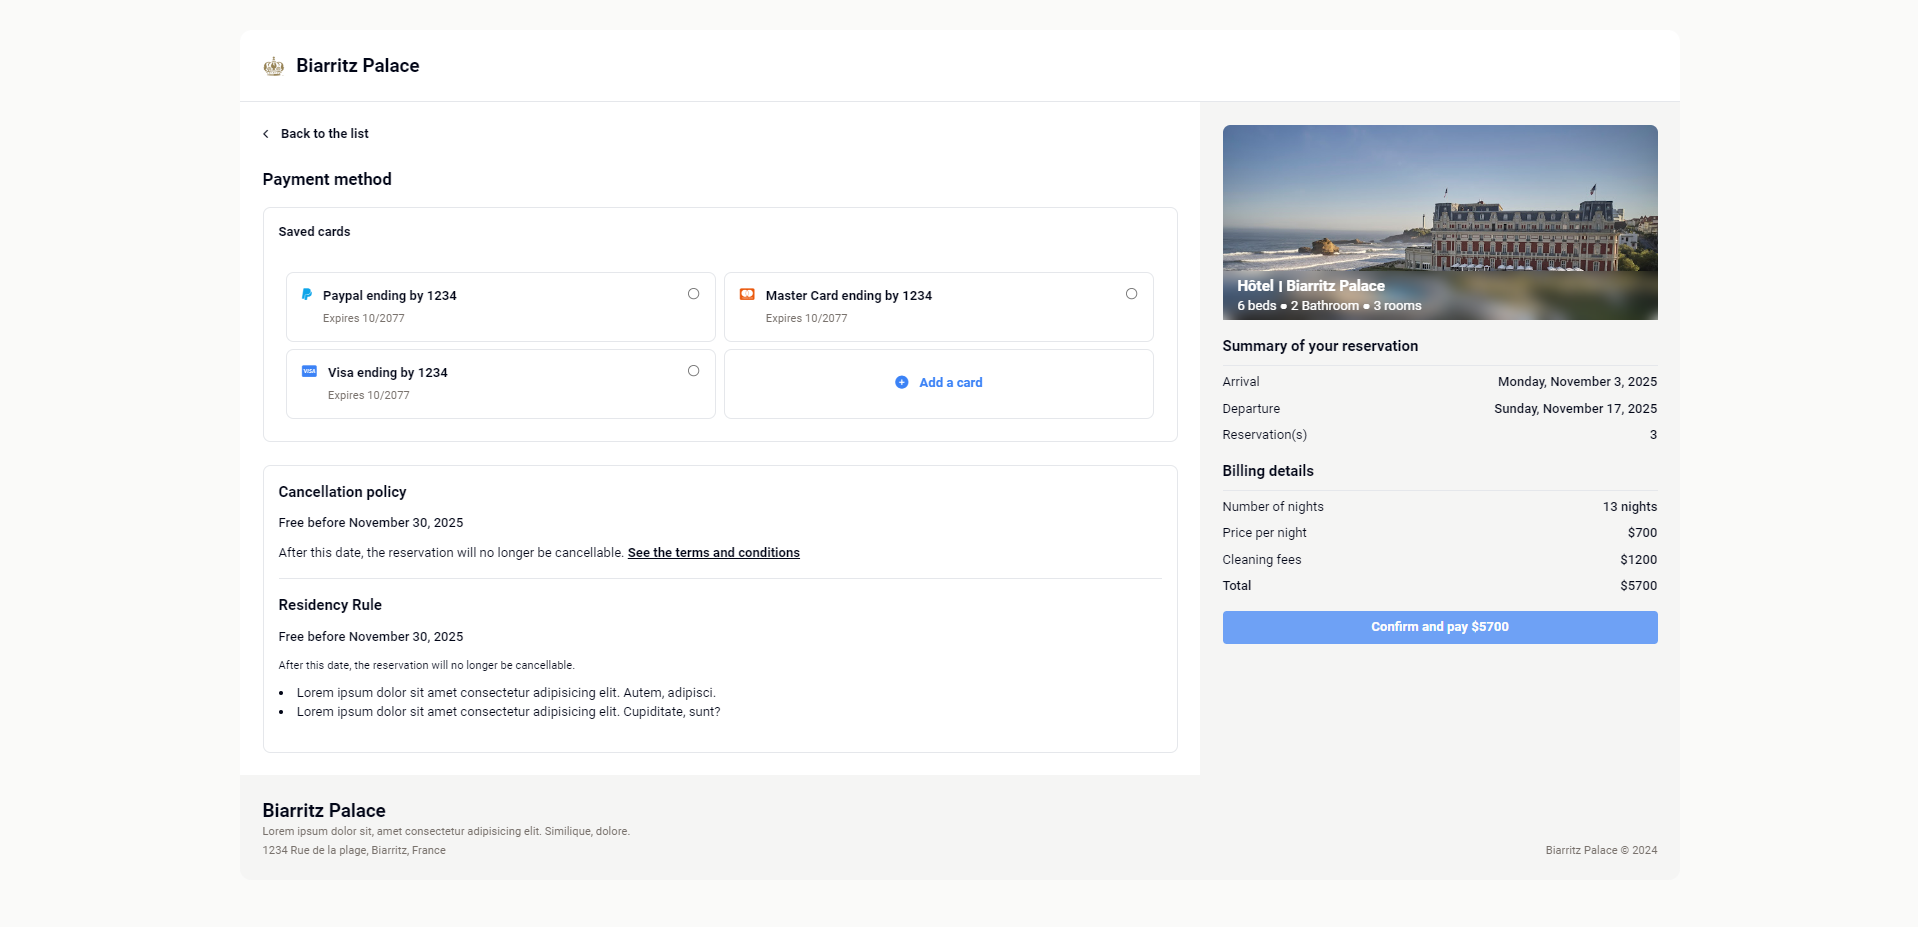 Biarritz Palace
Back to the list
Payment method
Saved cards
Paypal ending by 1234
Expires 10/2077
Master Card ending by 1234
Expires 10/2077
VISA
Visa ending by 1234
Expires 10/2077
Add a card
Cancellation policy
Free before November 30, 2025
After this date, the reservation will no longer be cancellable. See the terms and conditions
Residency Rule
Free before November 30, 2025
After this date, the reservation will no longer be cancellable.
• Lorem ipsum dolor sit amet consectetur adipisicing elit. Autem, adipisci.
• Lorem ipsum dolor sit amet consectetur adipisicing elit. Cupiditate, sunt?
Hôtel | Biarritz Palace
6 beds ● 2 Bathroom ● 3 rooms
Summary of your reservation
Arrival Monday, November 3, 2025
Departure Sunday, November 17, 2025
Reservation(s) 3
Billing details
Number of nights 13 nights
Price per night $700
Cleaning fees $1200
Total $5700
Confirm and pay $5700
Biarritz Palace
Lorem ipsum dolor sit, amet consectetur adipisicing elit. Similique, dolore.
1234 Rue de la plage, Biarritz, France
Biarritz Palace © 2024